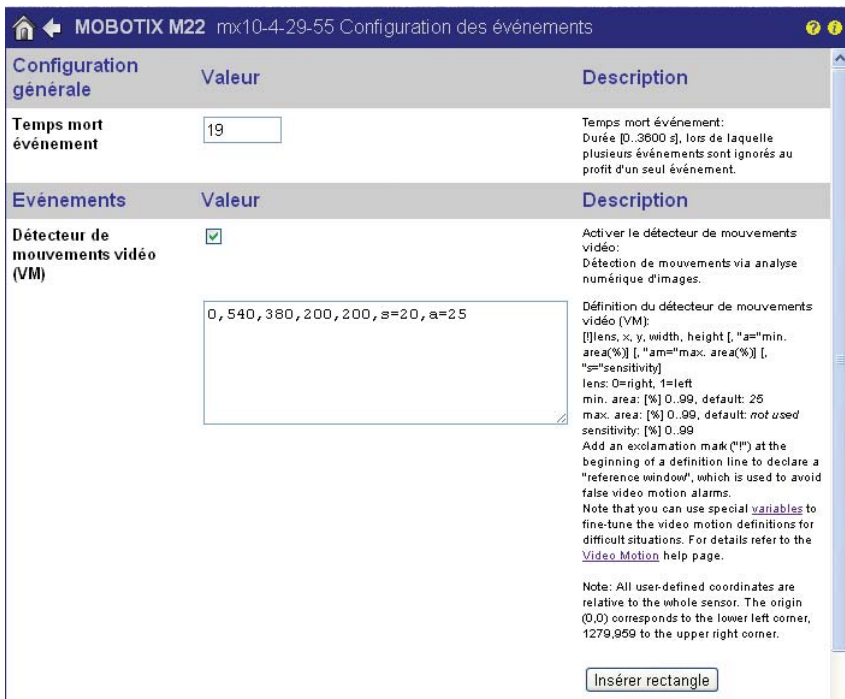 MOBOTIX M22 mx10-4-29-55 Configuration des événements
Configuration
générale
Valeur
Description
Temps mort
événement
19
Temps mort événement:
Durée [0..3600 s], lors de laquelle
plusieurs événements sont ignorés au
profit d'un seul événement.
Evénements
Valeur
Description
Détecteur de
mouvements vidéo
(VM)
Activer le détecteur de mouvements
vidéo:
Détection de mouvements via analyse
numérique d'images.
0,540,380,200,200,s=20,a=25
Définition du détecteur de mouvements
vidéo (VM):
[!]lens, x, y, width, height [, "a="min.
area(%)] [, "am="max. area(%)] [,
"s="sensitivity]
lens: 0=right, 1=left
min. area: [%] 0..99, default: 25
max. area: [%] 0..99, default: not used
sensitivity: [%] 0..99
Add an exclamation mark ("!") at the
beginning of a definition line to declare a
"reference window", which is used to avoid
false video motion alarms.
Note that you can use special variables to
fine-tune the video motion definitions for
difficult situations. For details refer to the
Video Motion help page.
Note: All user-defined coordinates are
relative to the whole sensor. The origin
(0,0) corresponds to the lower left corner,
1279,959 to the upper right corner.
Insérer rectangle